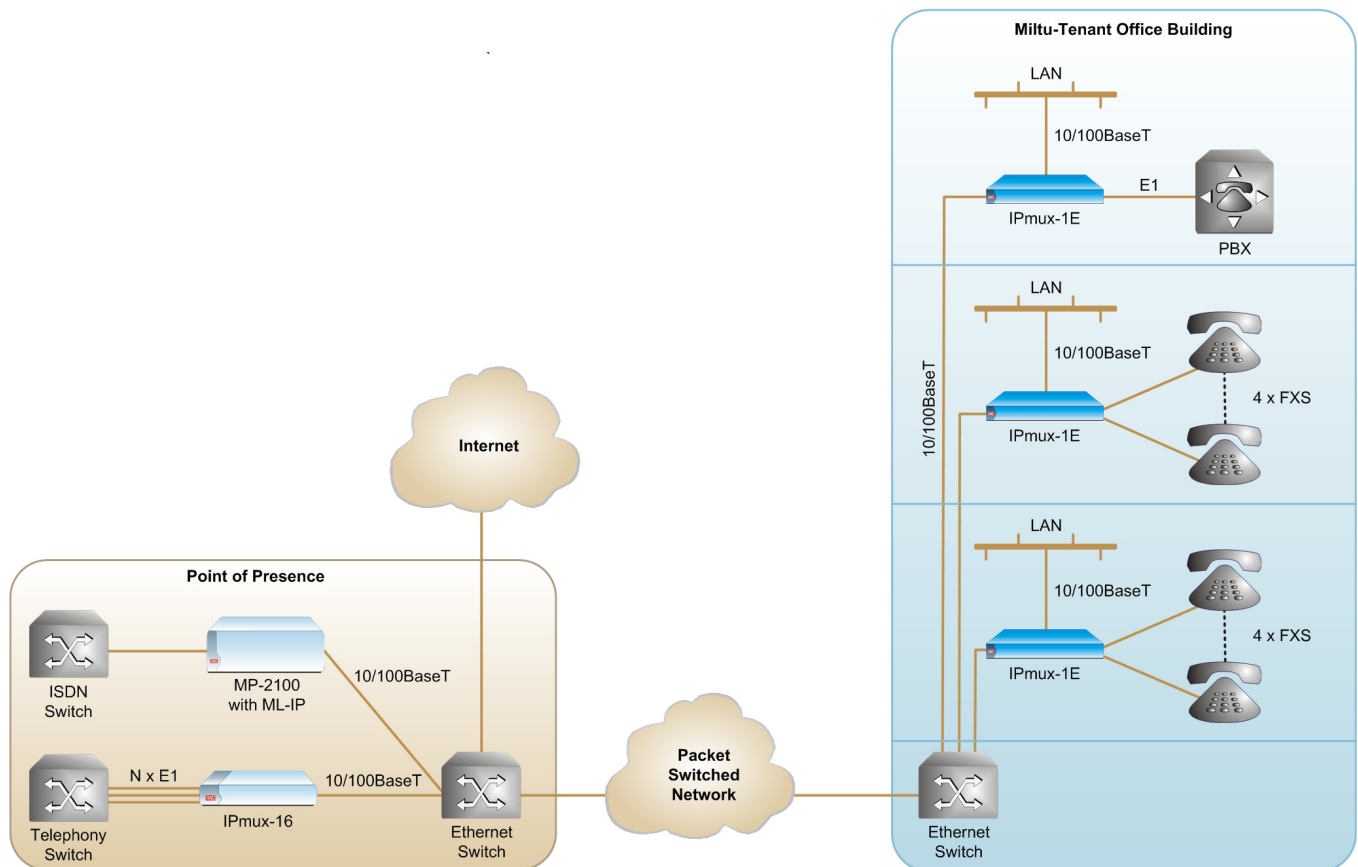 Miltu-Tenant Office Building
LAN
10/100BaseT
E1
IPmux-1E
PBX
LAN
10/100BaseT
4 x FXS
IPmux-1E
10/100BaseT
LAN
10/100BaseT
4 x FXS
IPmux-1E
Ethernet
Switch
Internet
Packet
Switched
Network
Point of Presence
ISDN
Switch
MP-2100
with ML-IP
10/100BaseT
N x E1
10/100BaseT
Telephony
Switch
IPmux-16
Ethernet
Switch